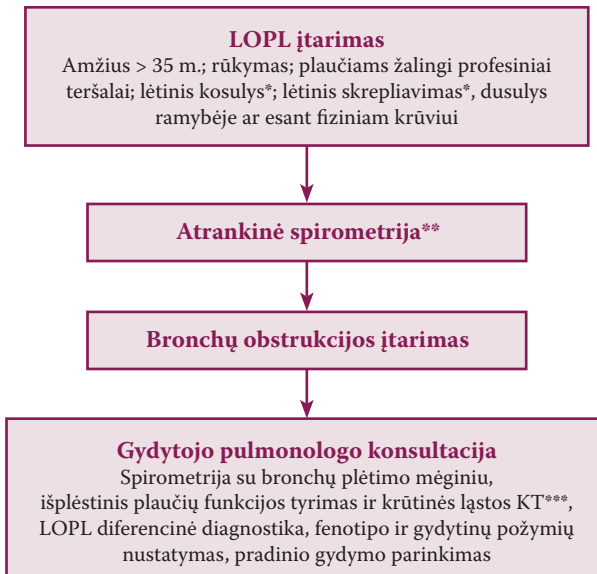 LOPL įtarimas
Amžius > 35 m.; rūkymas; plaučiams žalingi profesiniai
teršalai; lėtinis kosulys*; lėtinis skrepliavimas*, dusulys
ramybėje ar esant fiziniam krūviui
Atrankinė spirometrija**
Bronchų obstrukcijos įtarimas
Gydytojo pulmonologo konsultacija
Spirometrija su bronchų plėtimo mėginiu,
išplėstinis plaučių funkcijos tyrimas ir krūtinės ląstos KT***,
LOPL diferencinė diagnostika, fenotipo ir gydytinų požymių
nustatymas, pradinio gydymo parinkimas